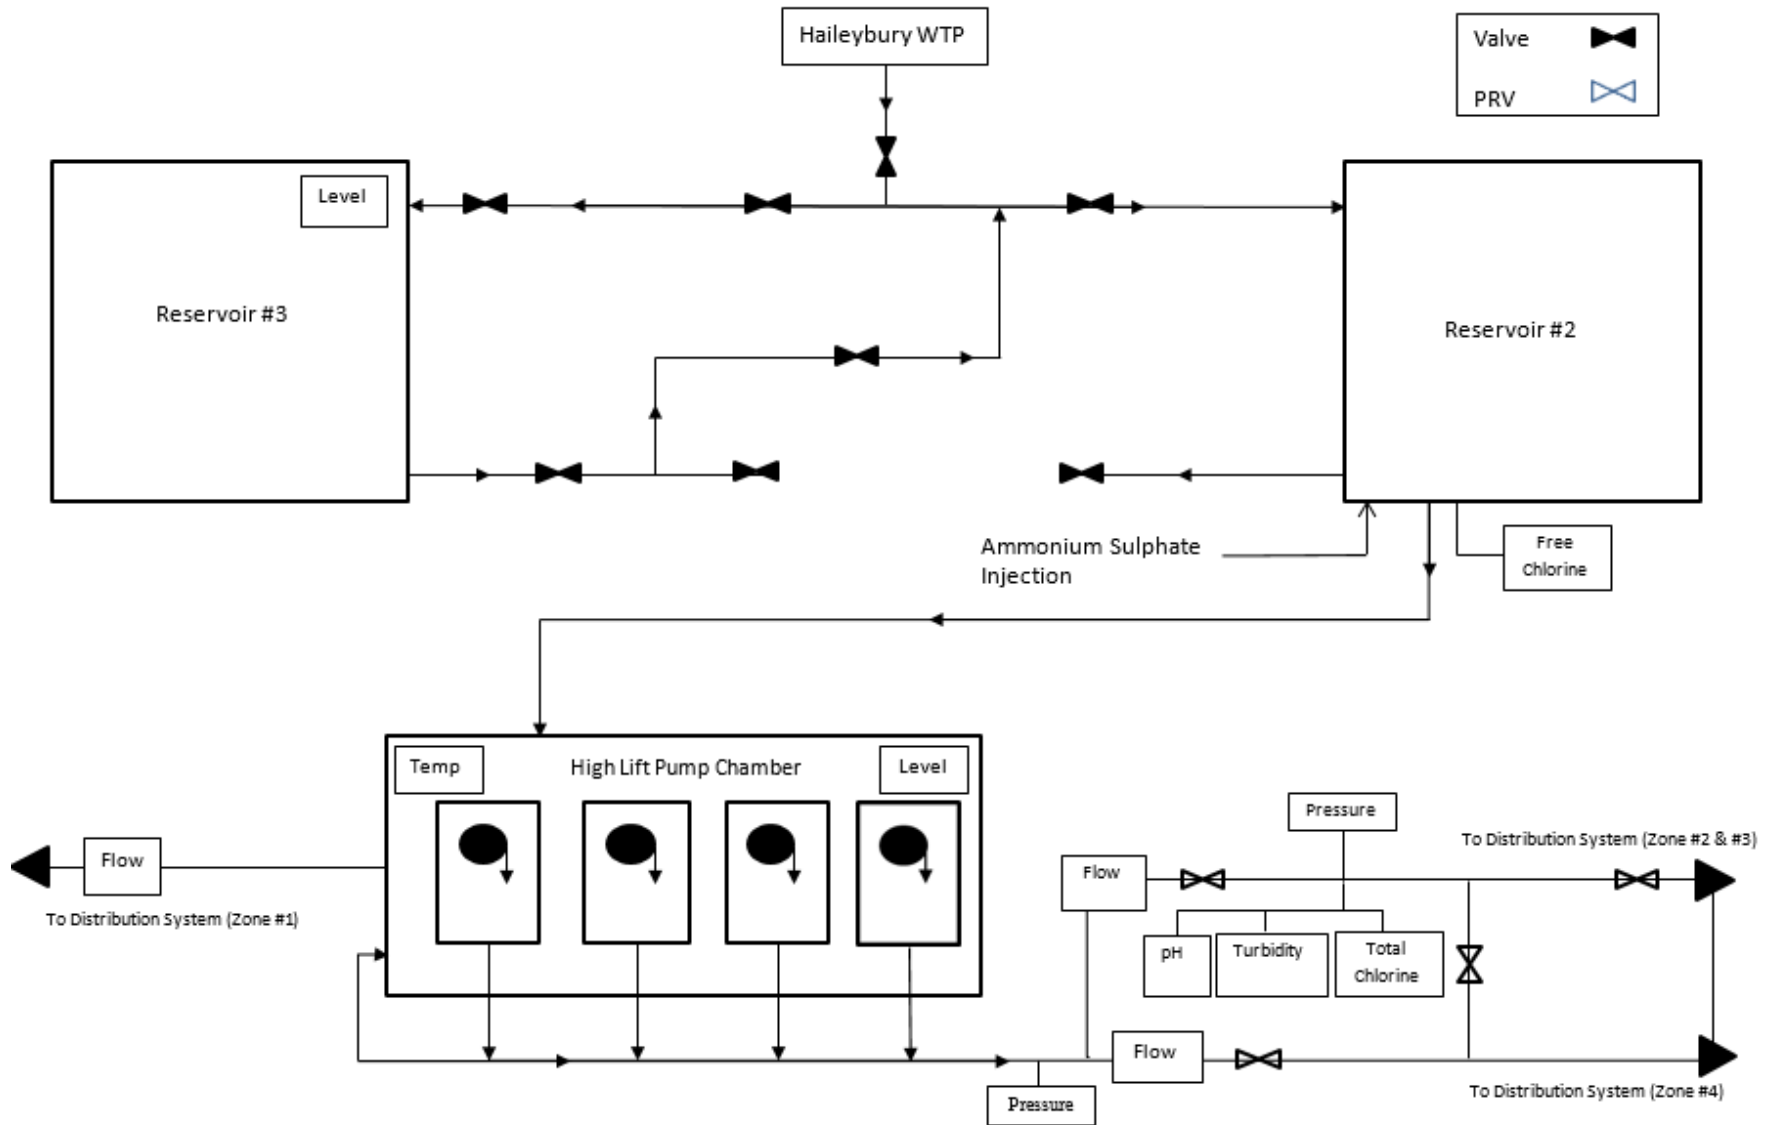 Haileybury WTP
Valve
PRV
Level
Reservoir #3
Reservoir #2
Ammonium Sulphate
Injection
Free
Chlorine
Temp
High Lift Pump Chamber
Level
Flow
To Distribution System (Zone #1)
Pressure
To Distribution System (Zone #2 & #3)
Flow
pH
Turbidity
Total
Chlorine
Flow
Pressure
To Distribution System (Zone #4)